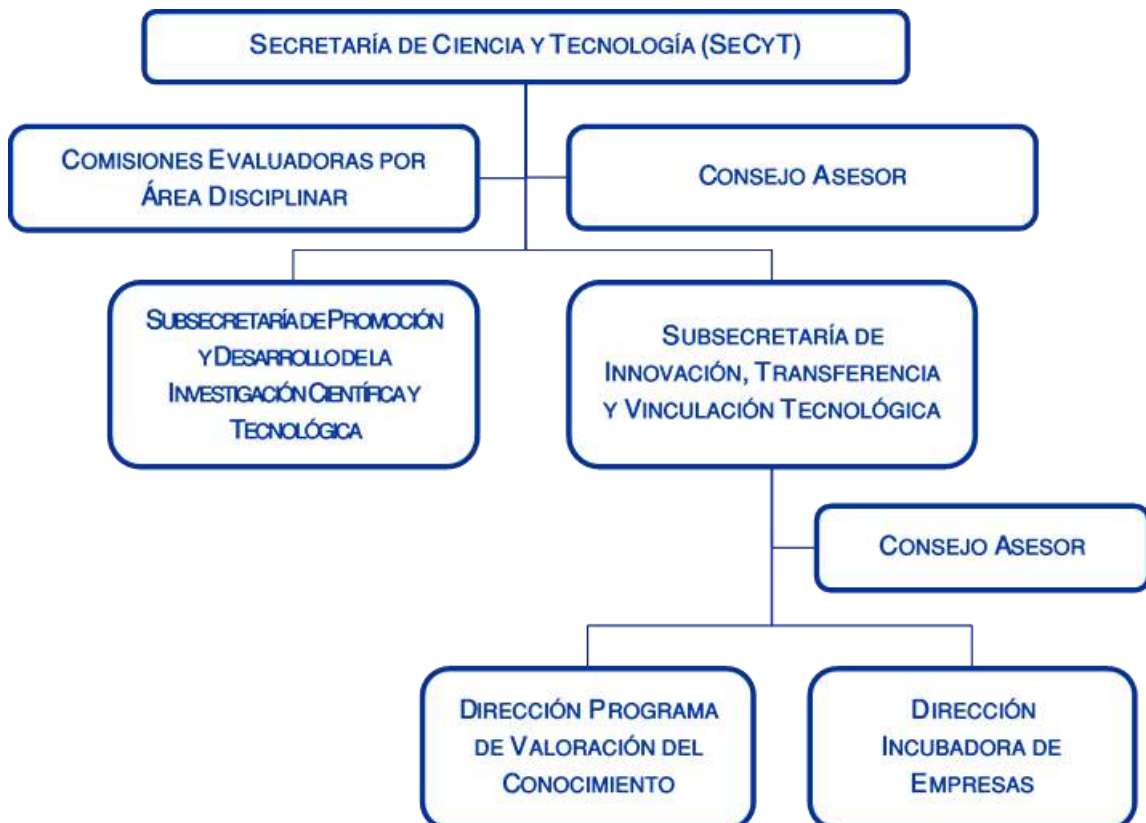 SECRETARÍA DE CIENCIA Y TECNOLOGÍA (SECYT)
COMISIONES EVALUADORAS POR
ÁREA DISCIPLINAR
CONSEJO ASESOR
SUBSECRETARÍA DE PROMOCIÓN
Y DESARROLLO DE LA
INVESTIGACIÓN CIENTÍFICA Y
TECNOLÓGICA
SUBSECRETARÍA DE
INNOVACIÓN, TRANSFERENCIA
Y VINCULACIÓN TECNOLÓGICA
CONSEJO ASESOR
DIRECCIÓN PROGRAMA
DE VALORACIÓN DEL
CONOCIMIENTO
DIRECCIÓN
INCUBADORA DE
EMPRESAS